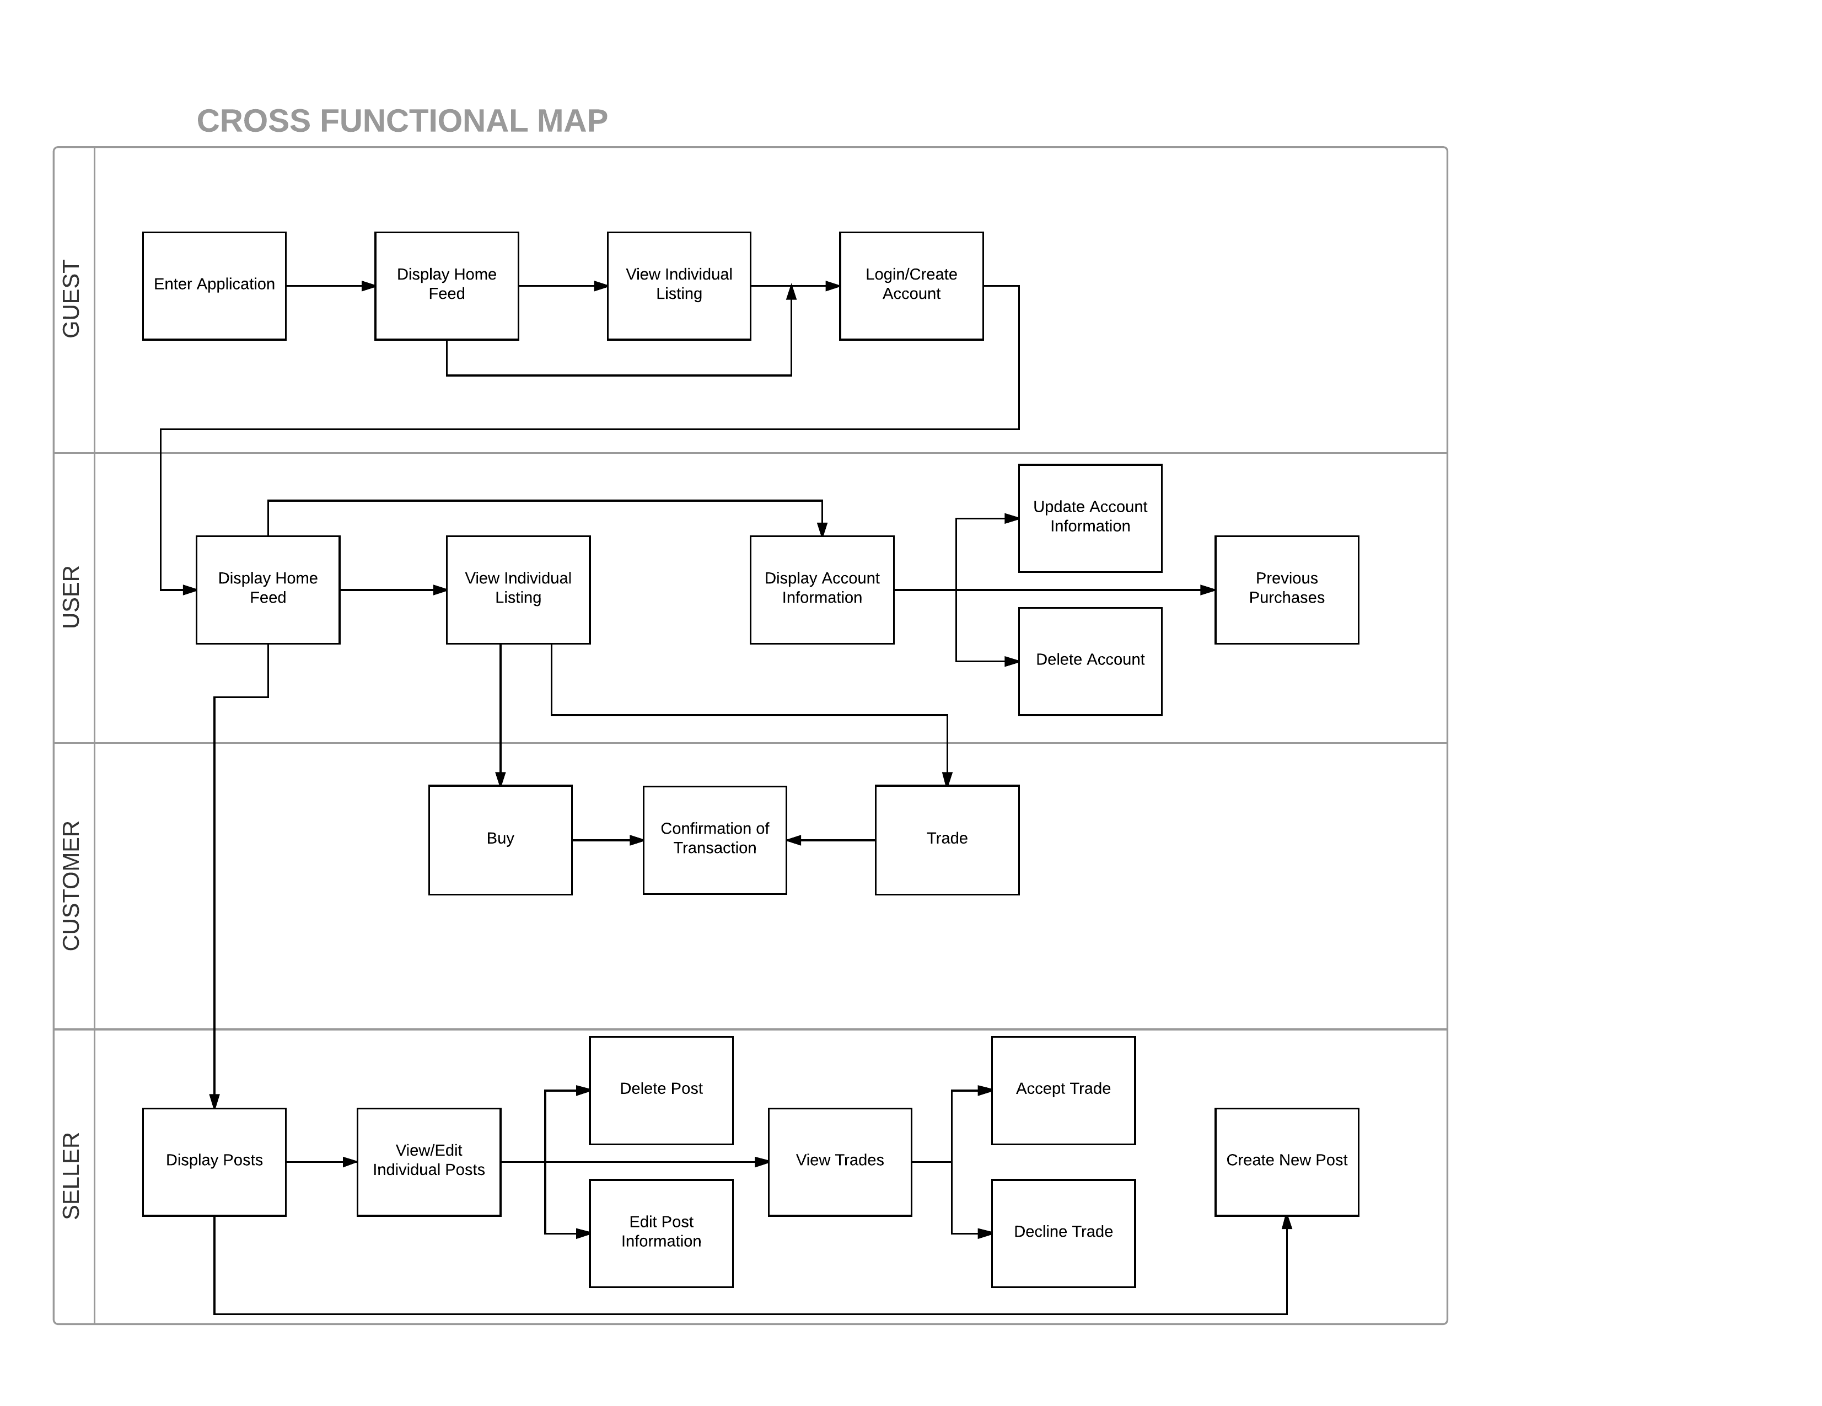 CROSS FUNCTIONAL MAP
GUEST
Enter Application
Display Home
Feed
View Individual
Listing
Login/Create
Account
USER
Display Home
Feed
View Individual
Listing
Display Account
Information
Update Account
Information
Delete Account
Previous
Purchases
CUSTOMER
Buy
Confirmation of
Transaction
Trade
SELLER
Display Posts
View/Edit
Individual Posts
Delete Post
Edit Post
Information
View Trades
Accept Trade
Decline Trade
Create New Post